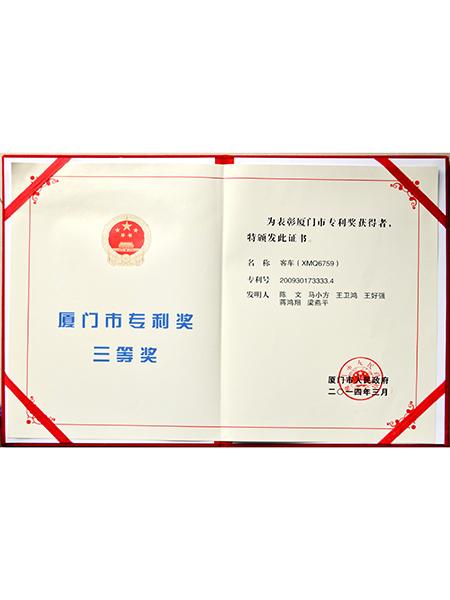 厦门市专利奖
三等奖
为表彰厦门市专利奖获得者，
特颁发此证书。
名 称 客车（XMQ6759）
专利号 200930173333.4
发明人 陈 文 马小方 王卫鸿 王好强
蒋鸿翔 梁燕平
厦门市人民政府
二〇一四年三月